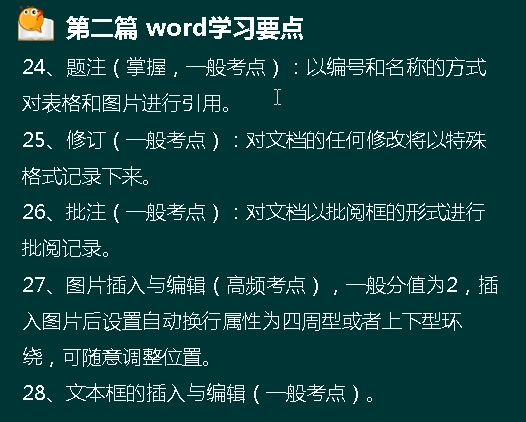 第二篇 word学习要点
24、题注（掌握，一般考点）：以编号和名称的方式
对表格和图片进行引用。
25、修订（一般考点）：对文档的任何修改将以特殊
格式记录下来。
26、批注（一般考点）：对文档以批阅框的形式进行
批阅记录。
27、图片插入与编辑（高频考点），一般分值为2，插
入图片后设置自动换行属性为四周型或者上下型环
绕，可随意调整位置。
28、文本框的插入与编辑（一般考点）。